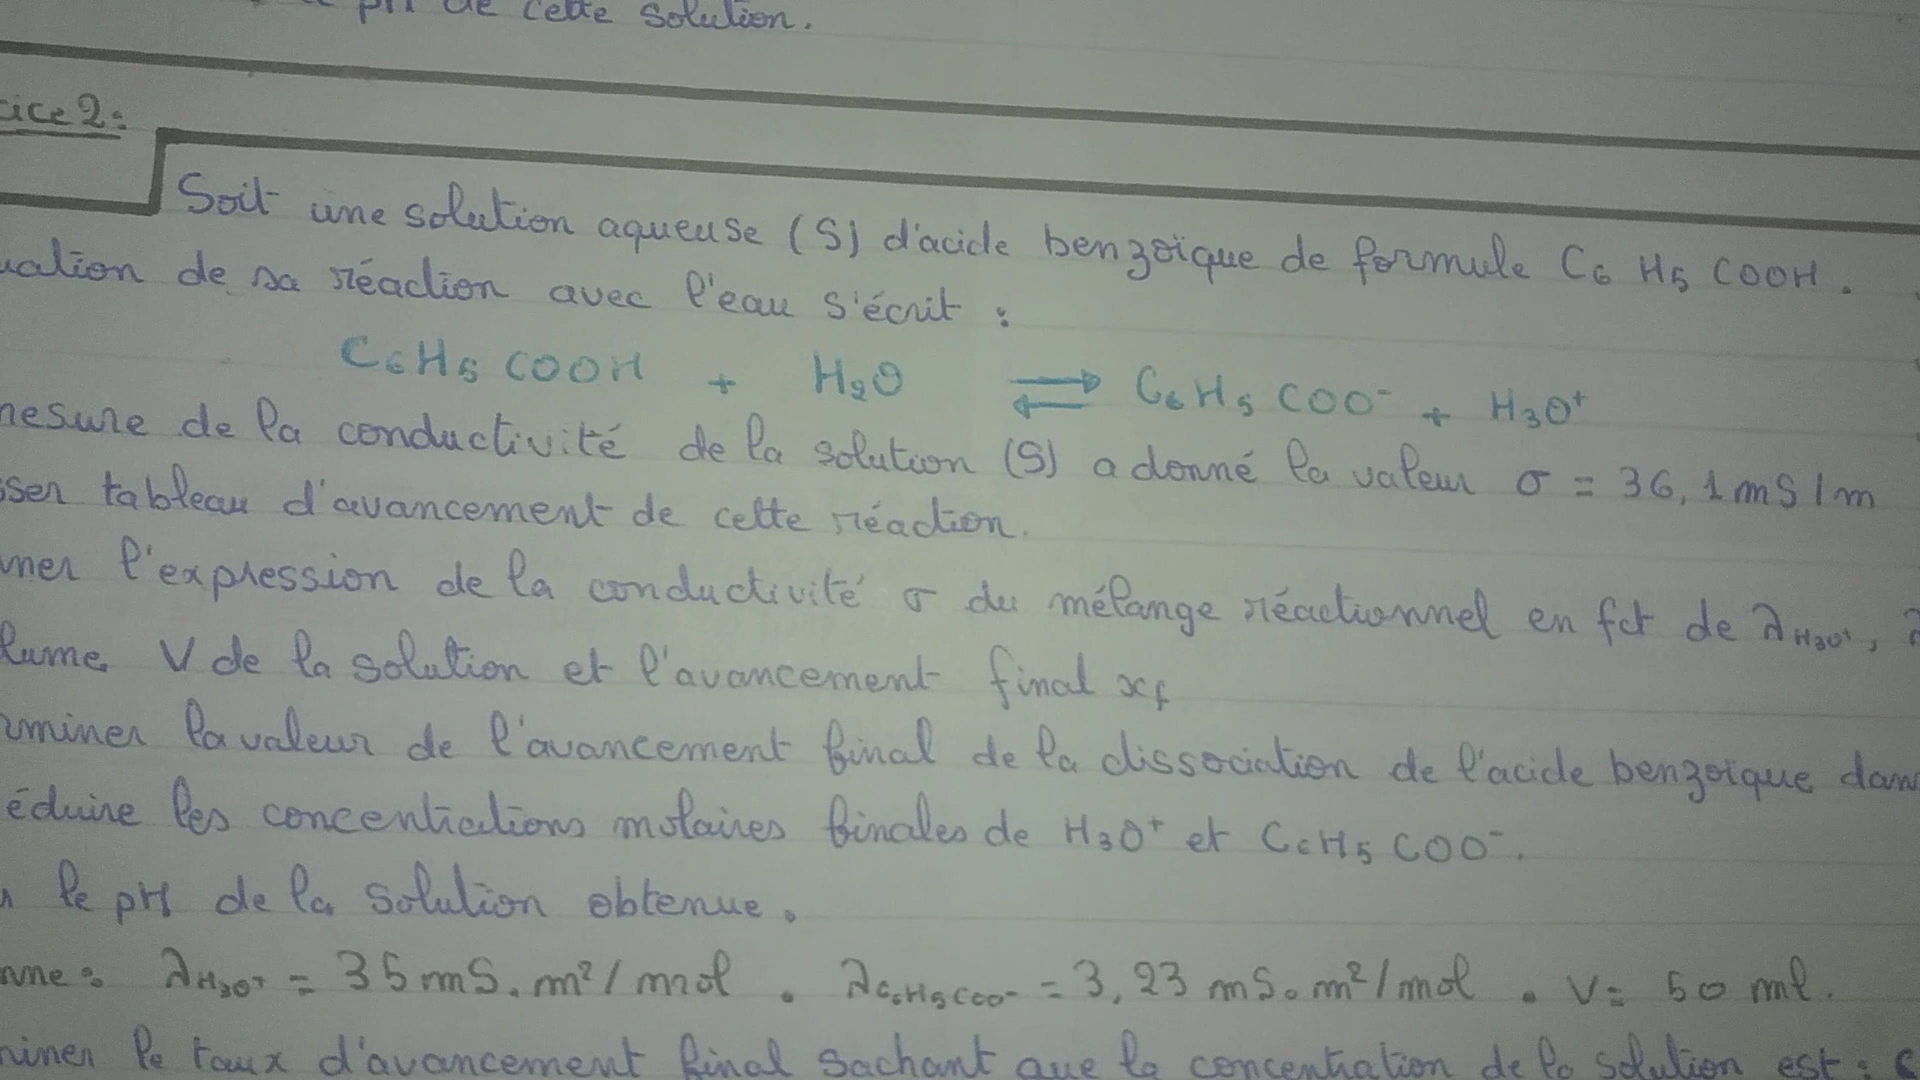 pH de cette solution.
cice 2:
Soit une solution aqueuse (S) d'acide benzoïque de formule C6 H5 COOH.
uation de sa réaction avec l'eau s'écrit :
C6H5 COOH + H2O ⇌ C6H5 COO- + H3O+
mesure de la conductivité de la solution (S) a donné la valeur σ = 36,1 mS/m
sser tableau d'avancement de cette réaction.
mer l'expression de la conductivité σ du mélange réactionnel en fct de λH3O+,
lume V de la solution et l'avancement final xf
rminer la valeur de l'avancement final de la dissociation de l'acide benzoïque dans
éduire les concentrations molaires finales de H3O+ et C6H5 COO-.
le pH de la solution obtenue.
nne : λH3O+ = 35 mS.m²/mol . λC6H5COO- = 3,23 mS.m²/mol . V = 50 ml.
miner le taux d'avancement final sachant que la concentration de la solution est :